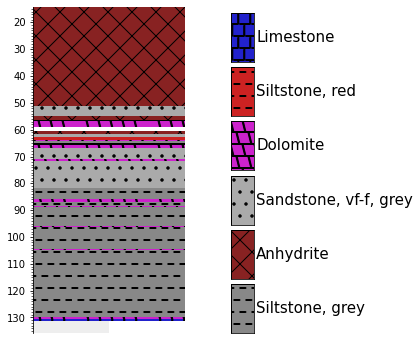 20
30
40
50
60
70
80
90
100
110
120
130
Limestone
Siltstone, red
Dolomite
Sandstone, vf-f, grey
Anhydrite
Siltstone, grey